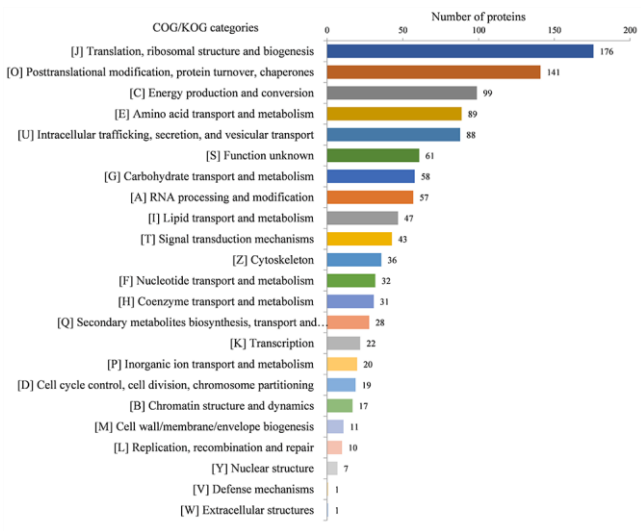 COG/KOG categories
Number of proteins
0 50 100 150 200
[J] Translation, ribosomal structure and biogenesis 176
[O] Posttranslational modification, protein turnover, chaperones 141
[C] Energy production and conversion 99
[E] Amino acid transport and metabolism 89
[U] Intracellular trafficking, secretion, and vesicular transport 88
[S] Function unknown 61
[G] Carbohydrate transport and metabolism 58
[A] RNA processing and modification 57
[I] Lipid transport and metabolism 47
[T] Signal transduction mechanisms 43
[Z] Cytoskeleton 36
[F] Nucleotide transport and metabolism 32
[H] Coenzyme transport and metabolism 31
[Q] Secondary metabolites biosynthesis, transport and… 28
[K] Transcription 22
[P] Inorganic ion transport and metabolism 20
[D] Cell cycle control, cell division, chromosome partitioning 19
[B] Chromatin structure and dynamics 17
[M] Cell wall/membrane/envelope biogenesis 11
[L] Replication, recombination and repair 10
[Y] Nuclear structure 7
[V] Defense mechanisms 1
[W] Extracellular structures 1